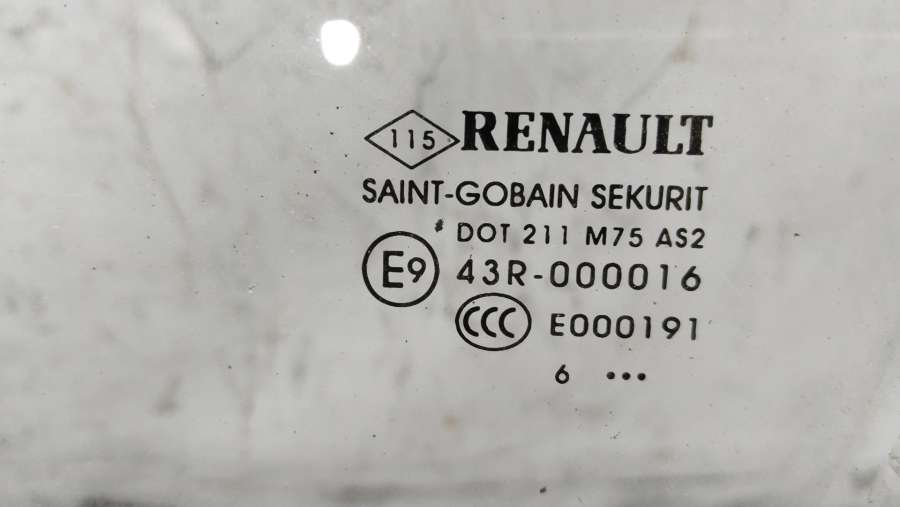 115 RENAULT
SAINT-GOBAIN SEKURIT
DOT 211 M75 AS2
E9 43R-000016
CCC E000191
6 •••